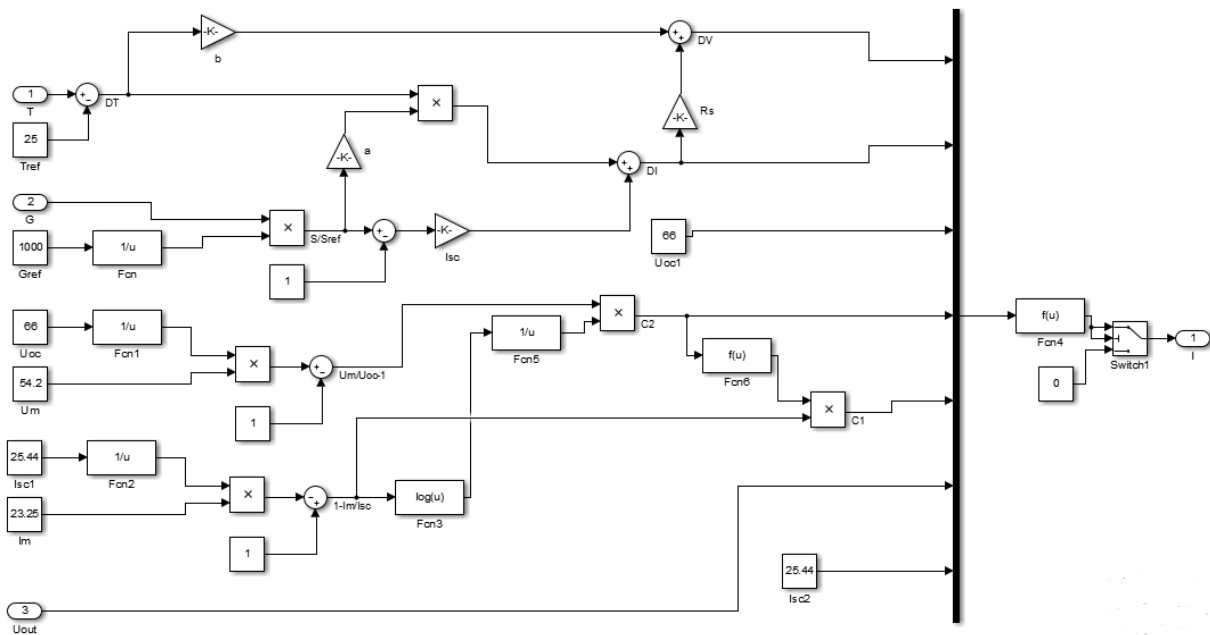 -K-
b
DV
1
T
DT
×
-K-
Rs
25
Tref
-K-
a
DI
2
G
×
S/Sref
-K-
Isc
66
Uoc1
1000
Gref
1/u
Fcn
1
66
Uoc
1/u
Fcn1
×
Um/Uoc-1
1/u
Fcn5
×
C2
f(u)
Fcn4
Switch1
1
I
0
54.2
Um
1
f(u)
Fcn6
×
C1
25.44
Isc1
1/u
Fcn2
×
1-Im/Isc
log(u)
Fcn3
23.25
Im
1
25.44
Isc2
3
Uout